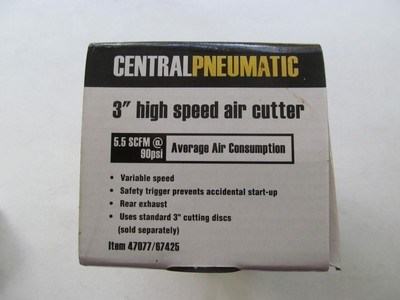 CENTRALPNEUMATIC
3" high speed air cutter
5.5 SCFM @
90psi
Average Air Consumption
• Variable speed
• Safety trigger prevents accidental start-up
• Rear exhaust
• Uses standard 3" cutting discs
(sold separately)
Item 47077/67425